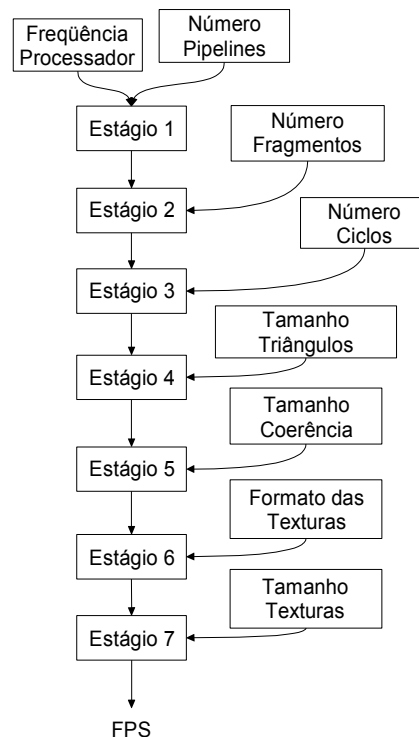 Freqüência
Processador
Número
Pipelines
Estágio 1
Número
Fragmentos
Estágio 2
Número
Ciclos
Estágio 3
Tamanho
Triângulos
Estágio 4
Tamanho
Coerência
Estágio 5
Formato das
Texturas
Estágio 6
Tamanho
Texturas
Estágio 7
FPS